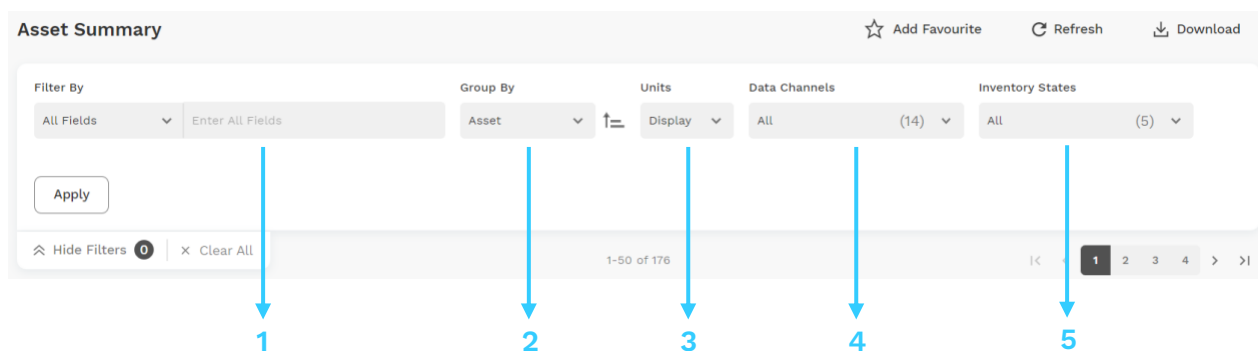 Asset Summary
Add Favourite
Refresh
Download
Filter By
Group By
Units
Data Channels
Inventory States
All Fields
Enter All Fields
Asset
Display
All (14)
All (5)
Apply
Hide Filters 0
× Clear All
1-50 of 176
1 2 3 4
1 2 3 4 5